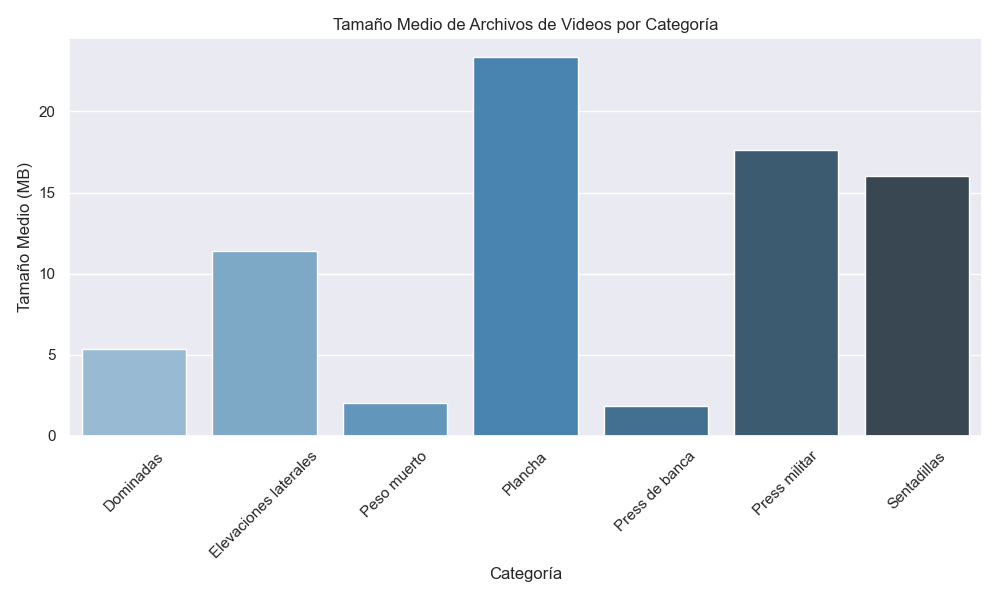 Tamaño Medio de Archivos de Videos por Categoría
Tamaño Medio (MB)
20
15
10
5
0
Dominadas
Elevaciones laterales
Peso muerto
Plancha
Press de banca
Press militar
Sentadillas
Categoría